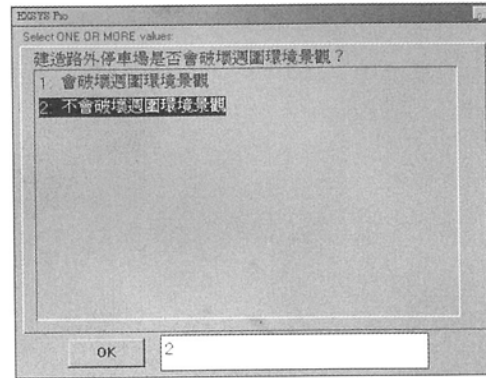 EXSYS Pro
Select ONE OR MORE values:
建造路外停車場是否會破壞週圍環境景觀？
1: 會破壞週圍環境景觀
2: 不會破壞週圍環境景觀
OK
2